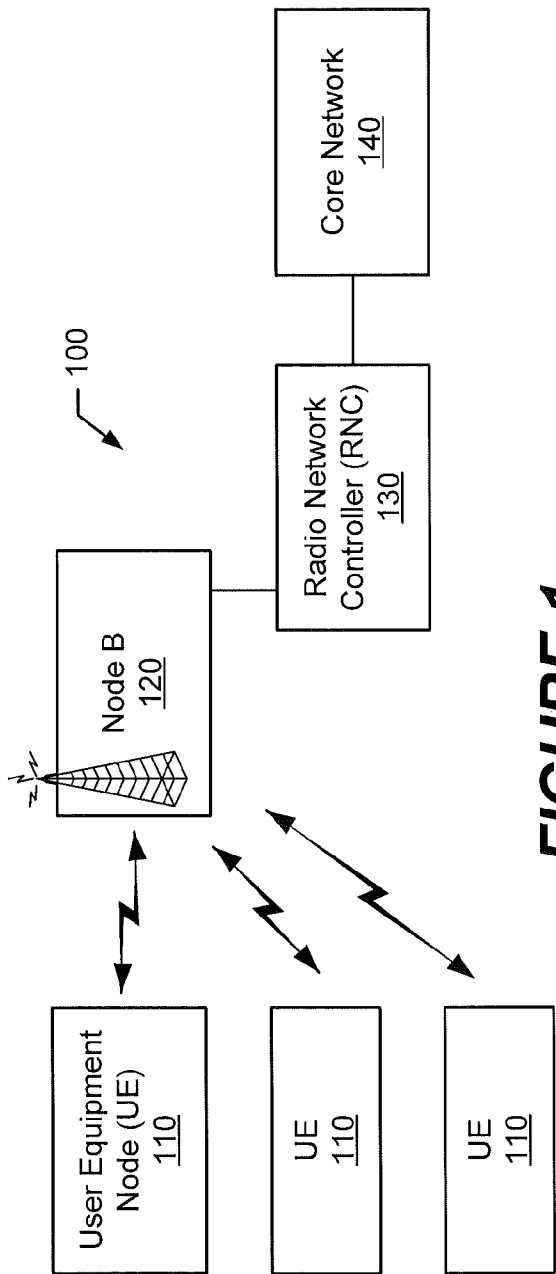 100
User Equipment
Node (UE)
110
UE
110
UE
110
Node B
120
Radio Network
Controller (RNC)
130
Core Network
140
FIGURE 1